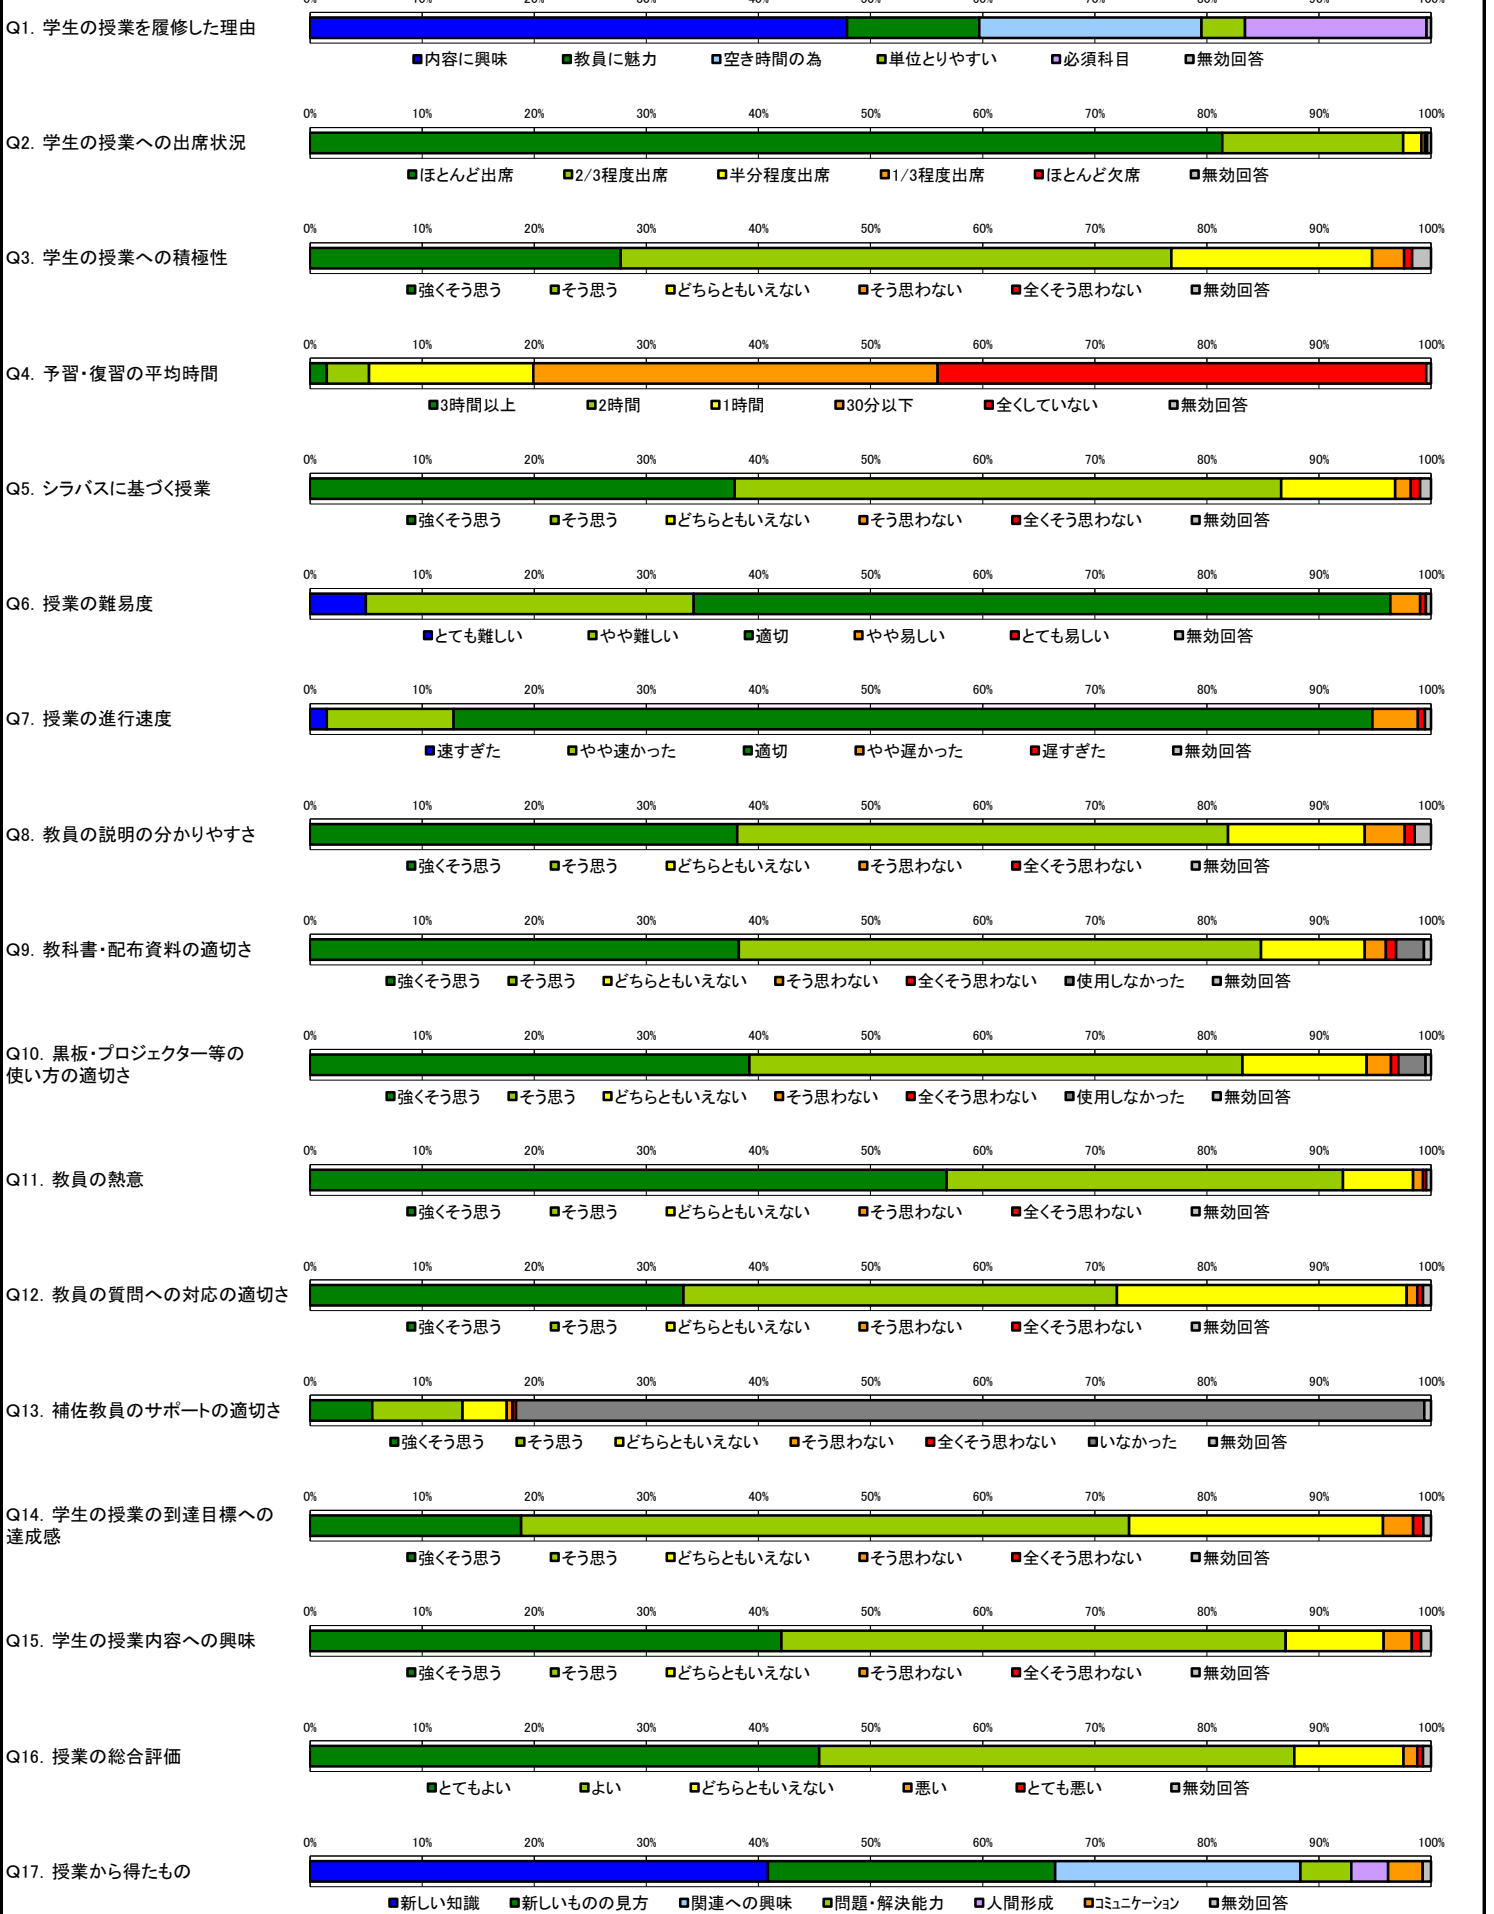 0% 10% 20% 30% 40% 50% 60% 70% 80% 90% 100%
Q1. 学生の授業を履修した理由
内容に興味 教員に魅力 空き時間の為 単位とりやすい 必須科目 無効回答
0% 10% 20% 30% 40% 50% 60% 70% 80% 90% 100%
Q2. 学生の授業への出席状況
ほとんど出席 2/3程度出席 半分程度出席 1/3程度出席 ほとんど欠席 無効回答
0% 10% 20% 30% 40% 50% 60% 70% 80% 90% 100%
Q3. 学生の授業への積極性
強くそう思う そう思う どちらともいえない そう思わない 全くそう思わない 無効回答
0% 10% 20% 30% 40% 50% 60% 70% 80% 90% 100%
Q4. 予習・復習の平均時間
3時間以上 2時間 1時間 30分以下 全くしていない 無効回答
0% 10% 20% 30% 40% 50% 60% 70% 80% 90% 100%
Q5. シラバスに基づく授業
強くそう思う そう思う どちらともいえない そう思わない 全くそう思わない 無効回答
0% 10% 20% 30% 40% 50% 60% 70% 80% 90% 100%
Q6. 授業の難易度
とても難しい やや難しい 適切 やや易しい とても易しい 無効回答
0% 10% 20% 30% 40% 50% 60% 70% 80% 90% 100%
Q7. 授業の進行速度
速すぎた やや速かった 適切 やや遅かった 遅すぎた 無効回答
0% 10% 20% 30% 40% 50% 60% 70% 80% 90% 100%
Q8. 教員の説明の分かりやすさ
強くそう思う そう思う どちらともいえない そう思わない 全くそう思わない 無効回答
0% 10% 20% 30% 40% 50% 60% 70% 80% 90% 100%
Q9. 教科書・配布資料の適切さ
強くそう思う そう思う どちらともいえない そう思わない 全くそう思わない 使用しなかった 無効回答
0% 10% 20% 30% 40% 50% 60% 70% 80% 90% 100%
Q10. 黒板・プロジェクター等の
使い方の適切さ
強くそう思う そう思う どちらともいえない そう思わない 全くそう思わない 使用しなかった 無効回答
0% 10% 20% 30% 40% 50% 60% 70% 80% 90% 100%
Q11. 教員の熱意
強くそう思う そう思う どちらともいえない そう思わない 全くそう思わない 無効回答
0% 10% 20% 30% 40% 50% 60% 70% 80% 90% 100%
Q12. 教員の質問への対応の適切さ
強くそう思う そう思う どちらともいえない そう思わない 全くそう思わない 無効回答
0% 10% 20% 30% 40% 50% 60% 70% 80% 90% 100%
Q13. 補佐教員のサポートの適切さ
強くそう思う そう思う どちらともいえない そう思わない 全くそう思わない いなかった 無効回答
0% 10% 20% 30% 40% 50% 60% 70% 80% 90% 100%
Q14. 学生の授業の到達目標への
達成感
強くそう思う そう思う どちらともいえない そう思わない 全くそう思わない 無効回答
0% 10% 20% 30% 40% 50% 60% 70% 80% 90% 100%
Q15. 学生の授業内容への興味
強くそう思う そう思う どちらともいえない そう思わない 全くそう思わない 無効回答
0% 10% 20% 30% 40% 50% 60% 70% 80% 90% 100%
Q16. 授業の総合評価
とてもよい よい どちらともいえない 悪い とても悪い 無効回答
0% 10% 20% 30% 40% 50% 60% 70% 80% 90% 100%
Q17. 授業から得たもの
新しい知識 新しいものの見方 関連への興味 問題・解決能力 人間形成 コミュニケーション 無効回答